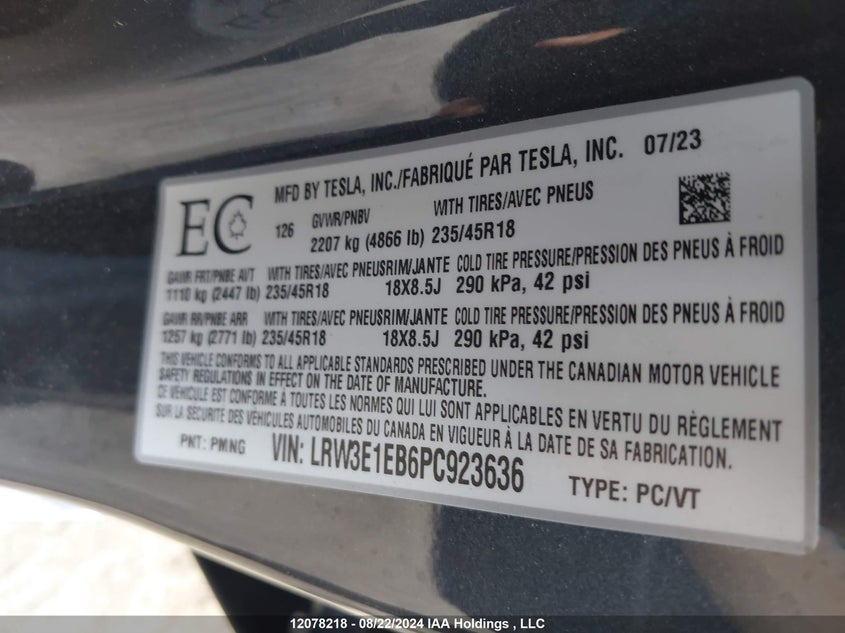 MFD BY TESLA, INC./FABRIQUÉ PAR TESLA, INC. 07/23
EC 126 GVWR/PNBV WITH TIRES/AVEC PNEUS
2207 kg (4866 lb) 235/45R18
GAWR FRT/PNBE AVT WITH TIRES/AVEC PNEUS RIM/JANTE COLD TIRE PRESSURE/PRESSION DES PNEUS À FROID
1110 kg (2447 lb) 235/45R18 18X8.5J 290 kPa, 42 psi
GAWR RR/PNBE ARR WITH TIRES/AVEC PNEUS RIM/JANTE COLD TIRE PRESSURE/PRESSION DES PNEUS À FROID
1257 kg (2771 lb) 235/45R18 18X8.5J 290 kPa, 42 psi
THIS VEHICLE CONFORMS TO ALL APPLICABLE STANDARDS PRESCRIBED UNDER THE CANADIAN MOTOR VEHICLE
SAFETY REGULATIONS IN EFFECT ON THE DATE OF MANUFACTURE.
CE VÉHICULE EST CONFORME À TOUTES LES NORMES QUI LUI SONT APPLICABLES EN VERTU DU RÈGLEMENT
SUR LA SÉCURITÉ DES VÉHICULES AUTOMOBILES DU CANADA EN VIGUEUR À LA DATE DE SA FABRICATION.
PNT: PMNG VIN: LRW3E1EB6PC923636 TYPE: PC/VT
12078218 - 08/22/2024 IAA Holdings , LLC